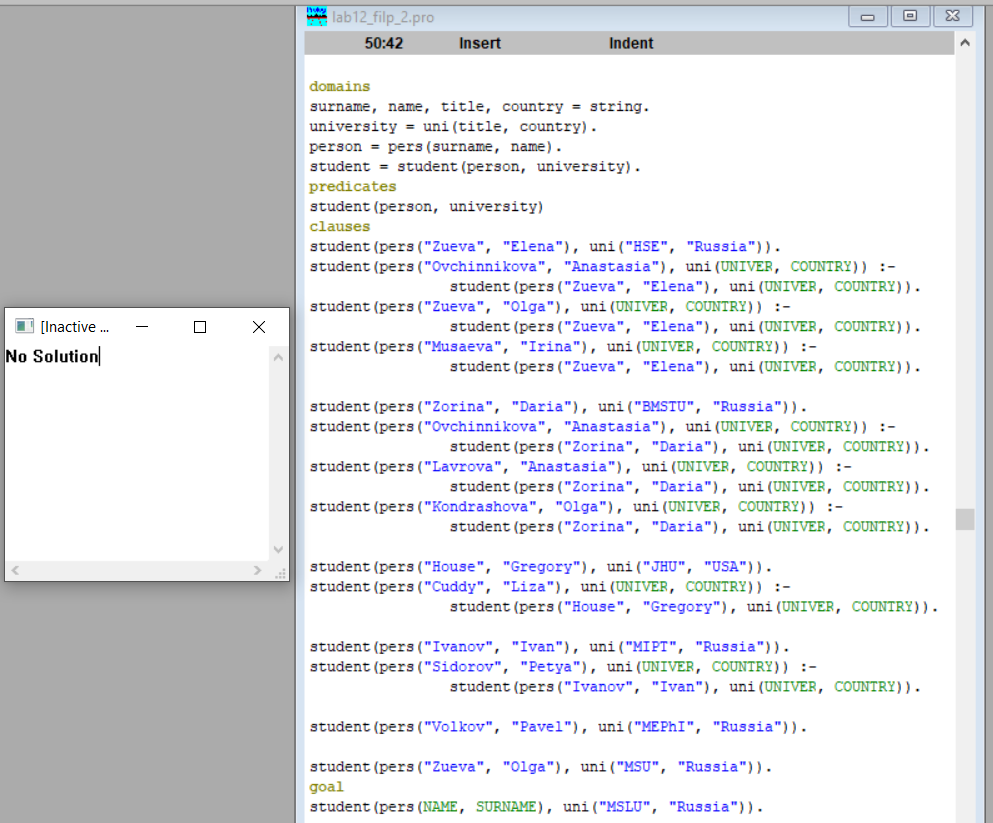 lab12_filp_2.pro
50:42 Insert Indent
domains
surname, name, title, country = string.
university = uni(title, country).
person = pers(surname, name).
student = student(person, university).
predicates
student(person, university)
clauses
student(pers("Zueva", "Elena"), uni("HSE", "Russia")).
student(pers("Ovchinnikova", "Anastasia"), uni(UNIVER, COUNTRY)) :-
student(pers("Zueva", "Elena"), uni(UNIVER, COUNTRY)).
student(pers("Zueva", "Olga"), uni(UNIVER, COUNTRY)) :-
student(pers("Zueva", "Elena"), uni(UNIVER, COUNTRY)).
student(pers("Musaeva", "Irina"), uni(UNIVER, COUNTRY)) :-
student(pers("Zueva", "Elena"), uni(UNIVER, COUNTRY)).
student(pers("Zorina", "Daria"), uni("BMSTU", "Russia")).
student(pers("Ovchinnikova", "Anastasia"), uni(UNIVER, COUNTRY)) :-
student(pers("Zorina", "Daria"), uni(UNIVER, COUNTRY)).
student(pers("Lavrova", "Anastasia"), uni(UNIVER, COUNTRY)) :-
student(pers("Zorina", "Daria"), uni(UNIVER, COUNTRY)).
student(pers("Kondrashova", "Olga"), uni(UNIVER, COUNTRY)) :-
student(pers("Zorina", "Daria"), uni(UNIVER, COUNTRY)).
student(pers("House", "Gregory"), uni("JHU", "USA")).
student(pers("Cuddy", "Liza"), uni(UNIVER, COUNTRY)) :-
student(pers("House", "Gregory"), uni(UNIVER, COUNTRY)).
student(pers("Ivanov", "Ivan"), uni("MIPT", "Russia")).
student(pers("Sidorov", "Petya"), uni(UNIVER, COUNTRY)) :-
student(pers("Ivanov", "Ivan"), uni(UNIVER, COUNTRY)).
student(pers("Volkov", "Pavel"), uni("MEPhI", "Russia")).
student(pers("Zueva", "Olga"), uni("MSU", "Russia")).
goal
student(pers(NAME, SURNAME), uni("MSLU", "Russia")).
[Inactive ...
No Solution